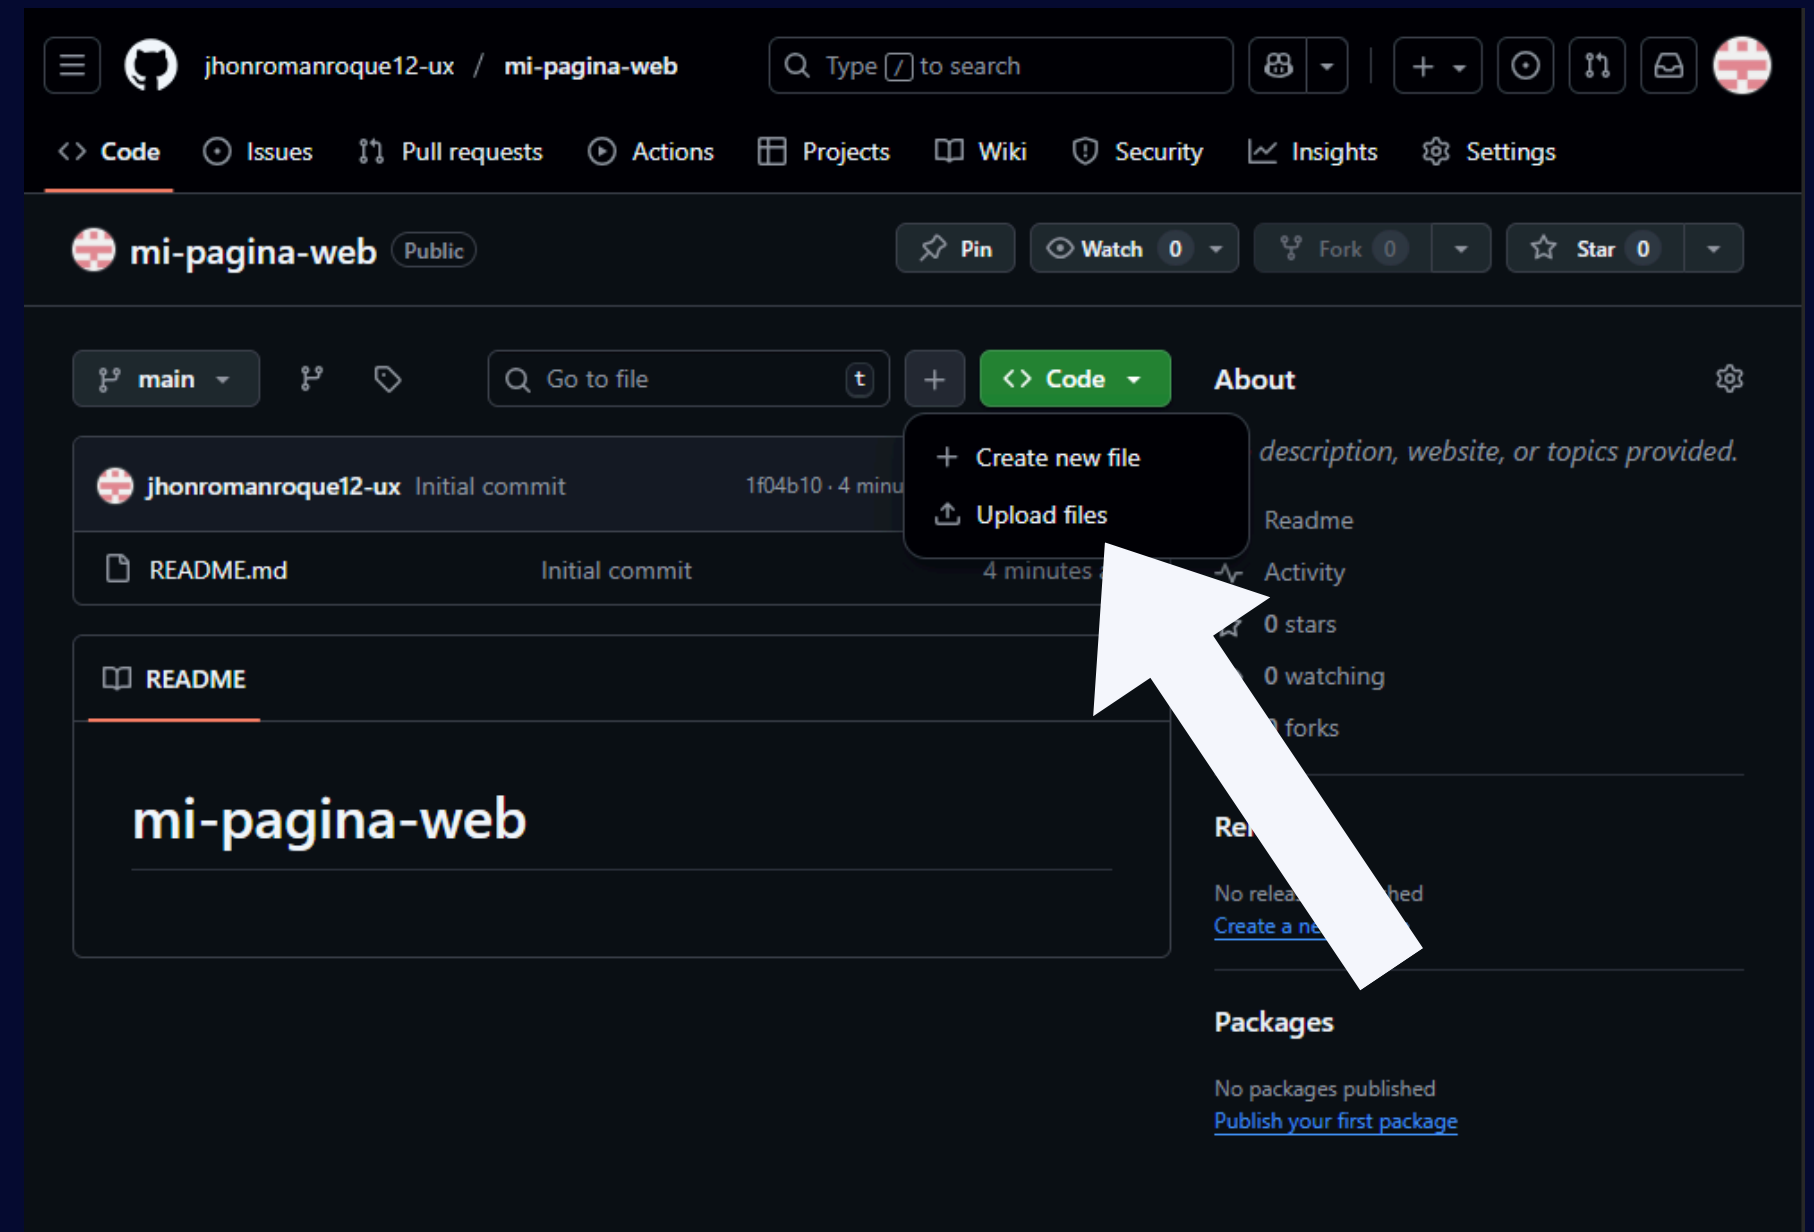 jhonromanroque12-ux / mi-pagina-web
Type / to search
Code Issues Pull requests Actions Projects Wiki Security Insights Settings
mi-pagina-web Public
Pin Watch 0 Fork 0 Star 0
main
Go to file t
Code
Create new file
Upload files
jhonromanroque12-ux Initial commit 1f04b10 · 4
README.md Initial commit 4 minutes
README
mi-pagina-web
About
description, website, or topics provided.
Readme
Activity
0 stars
0 watching
forks
No
Create a
Packages
No packages published
Publish your first package